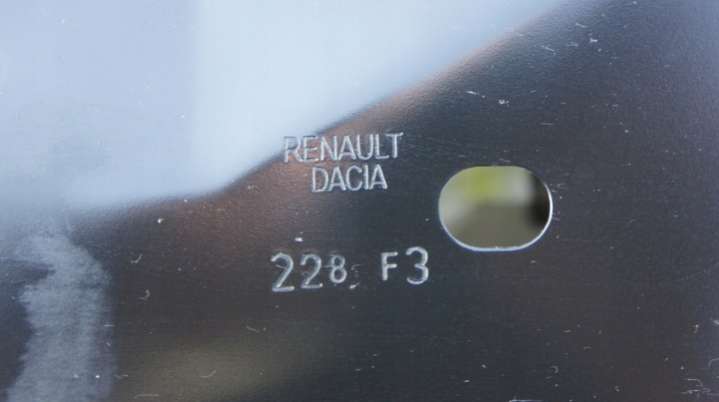 RENAULT
DACIA
228 F3